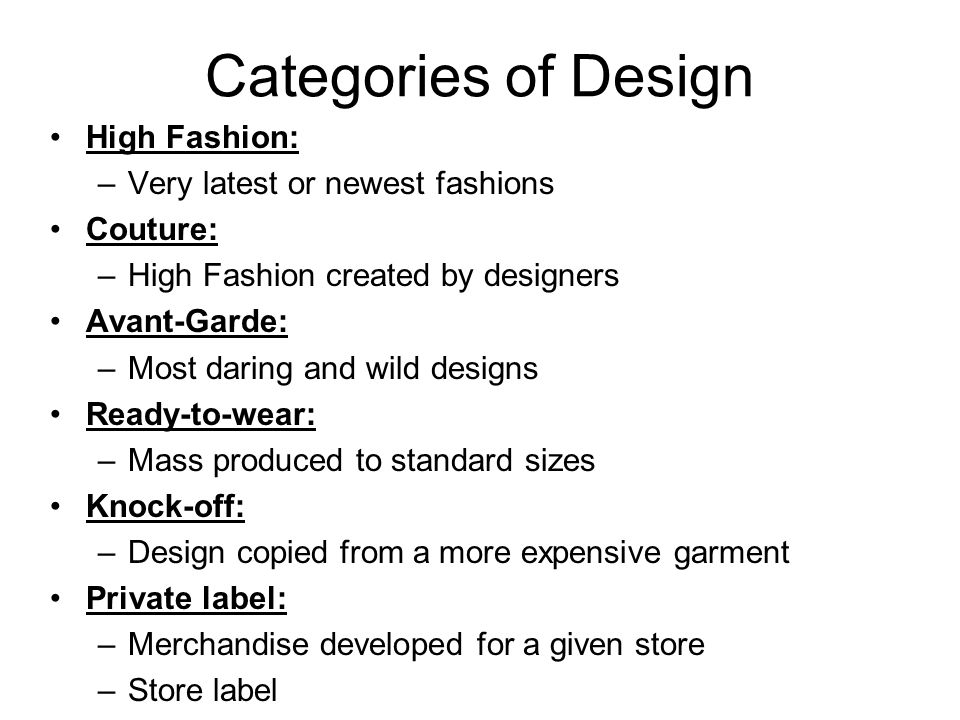 Categories of Design
• High Fashion:
– Very latest or newest fashions
• Couture:
– High Fashion created by designers
• Avant-Garde:
– Most daring and wild designs
• Ready-to-wear:
– Mass produced to standard sizes
• Knock-off:
– Design copied from a more expensive garment
• Private label:
– Merchandise developed for a given store
– Store label